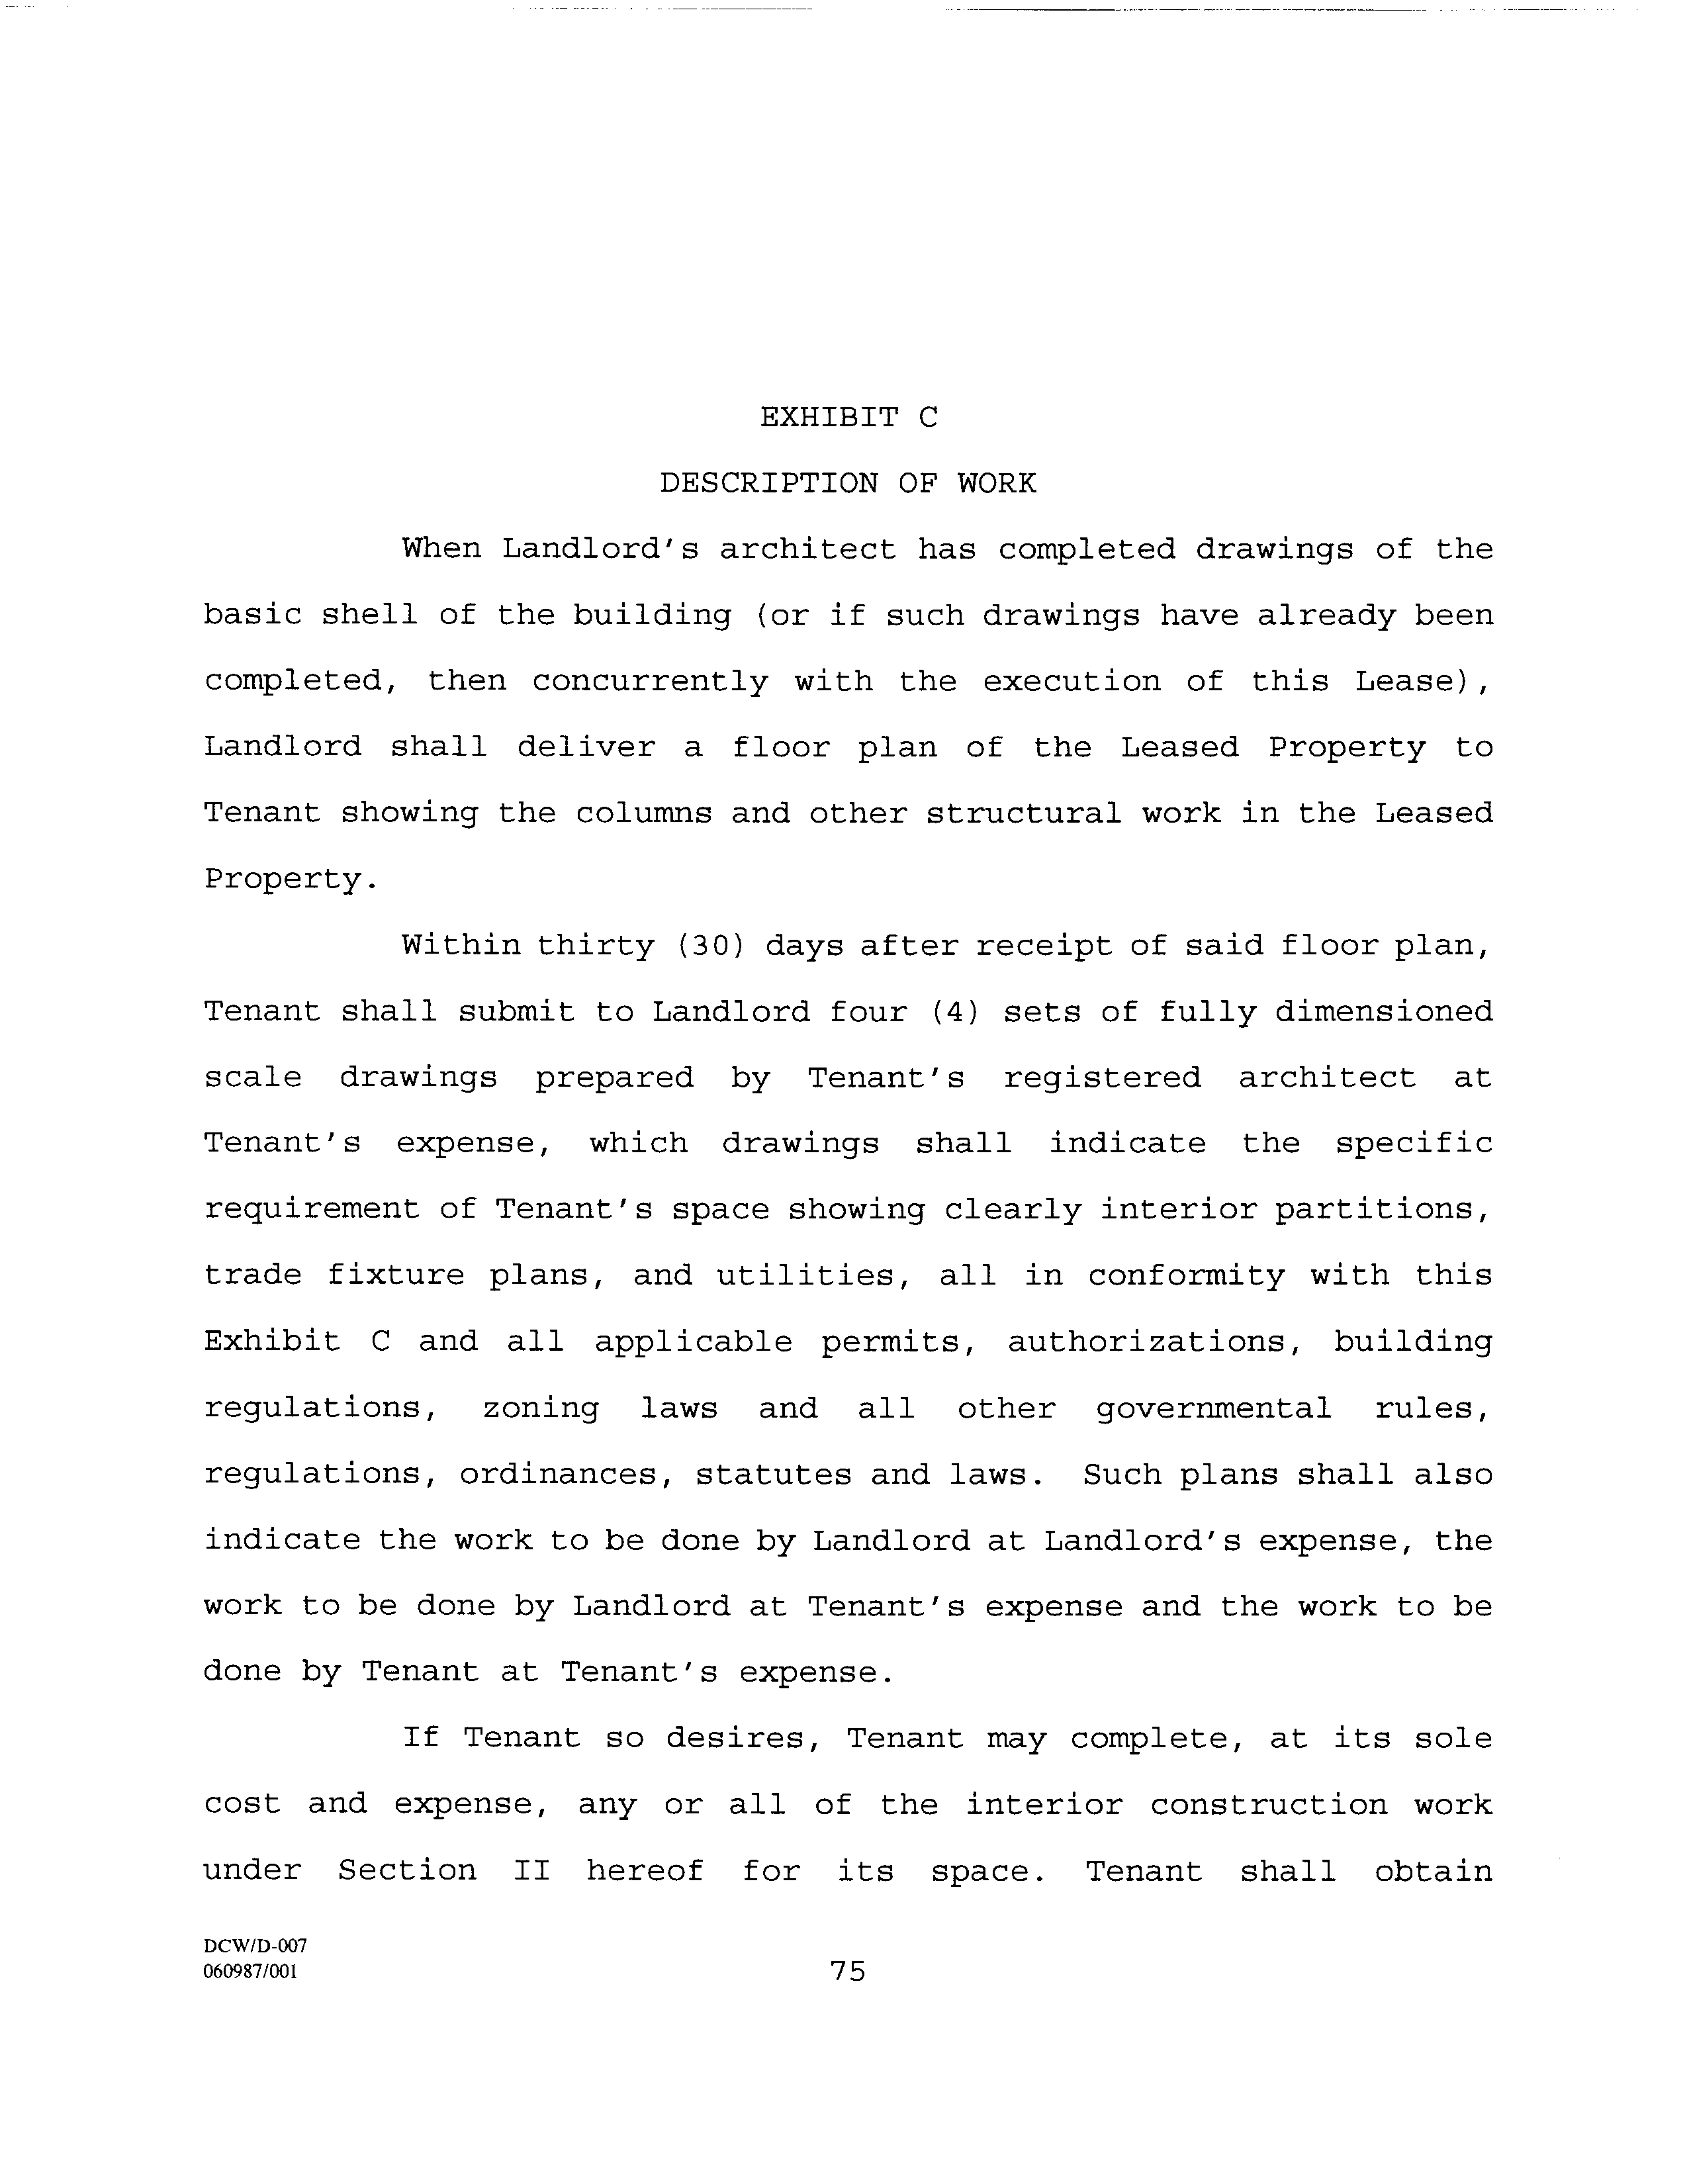 EXHIBIT C
DESCRIPTION OF WORK
When Landlord's architect has completed drawings of the
basic shell of the building (or if such drawings have already been
completed, then concurrently with the execution of this Lease),
Landlord shall deliver a floor plan of the Leased Property to
Tenant showing the columns and other structural work in the Leased
Property.
Within thirty (30) days after receipt of said floor plan,
Tenant shall submit to Landlord four (4) sets of fully dimensioned
scale drawings prepared by Tenant's registered architect at
Tenant's expense, which drawings shall indicate the specific
requirement of Tenant's space showing clearly interior partitions,
trade fixture plans, and utilities, all in conformity with this
Exhibit C and all applicable permits, authorizations, building
regulations, zoning laws and all other governmental rules,
regulations, ordinances, statutes and laws. Such plans shall also
indicate the work to be done by Landlord at Landlord's expense, the
work to be done by Landlord at Tenant's expense and the work to be
done by Tenant at Tenant's expense.
If Tenant so desires, Tenant may complete, at its sole
cost and expense, any or all of the interior construction work
under Section II hereof for its space. Tenant shall obtain
DCW/D-007
060987/001
75